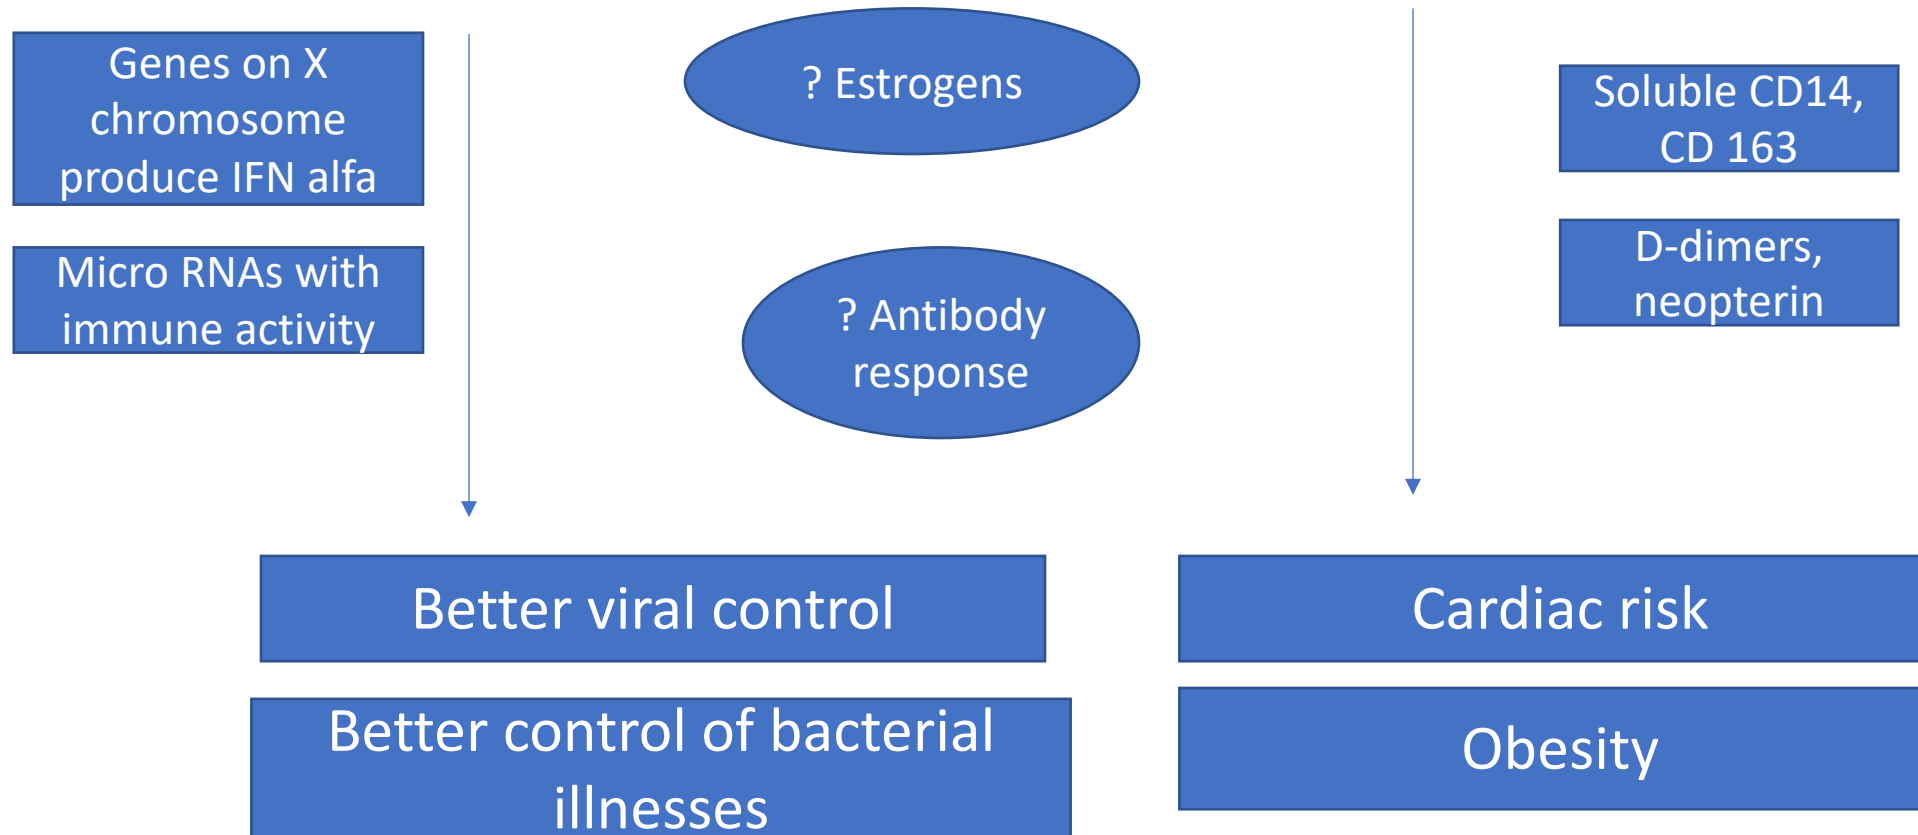 Genes on X
chromosome
produce IFN alfa
Micro RNAs with
immune activity
? Estrogens
? Antibody
response
Soluble CD14,
CD 163
D-dimers,
neopterin
Better viral control
Better control of bacterial
illnesses
Cardiac risk
Obesity